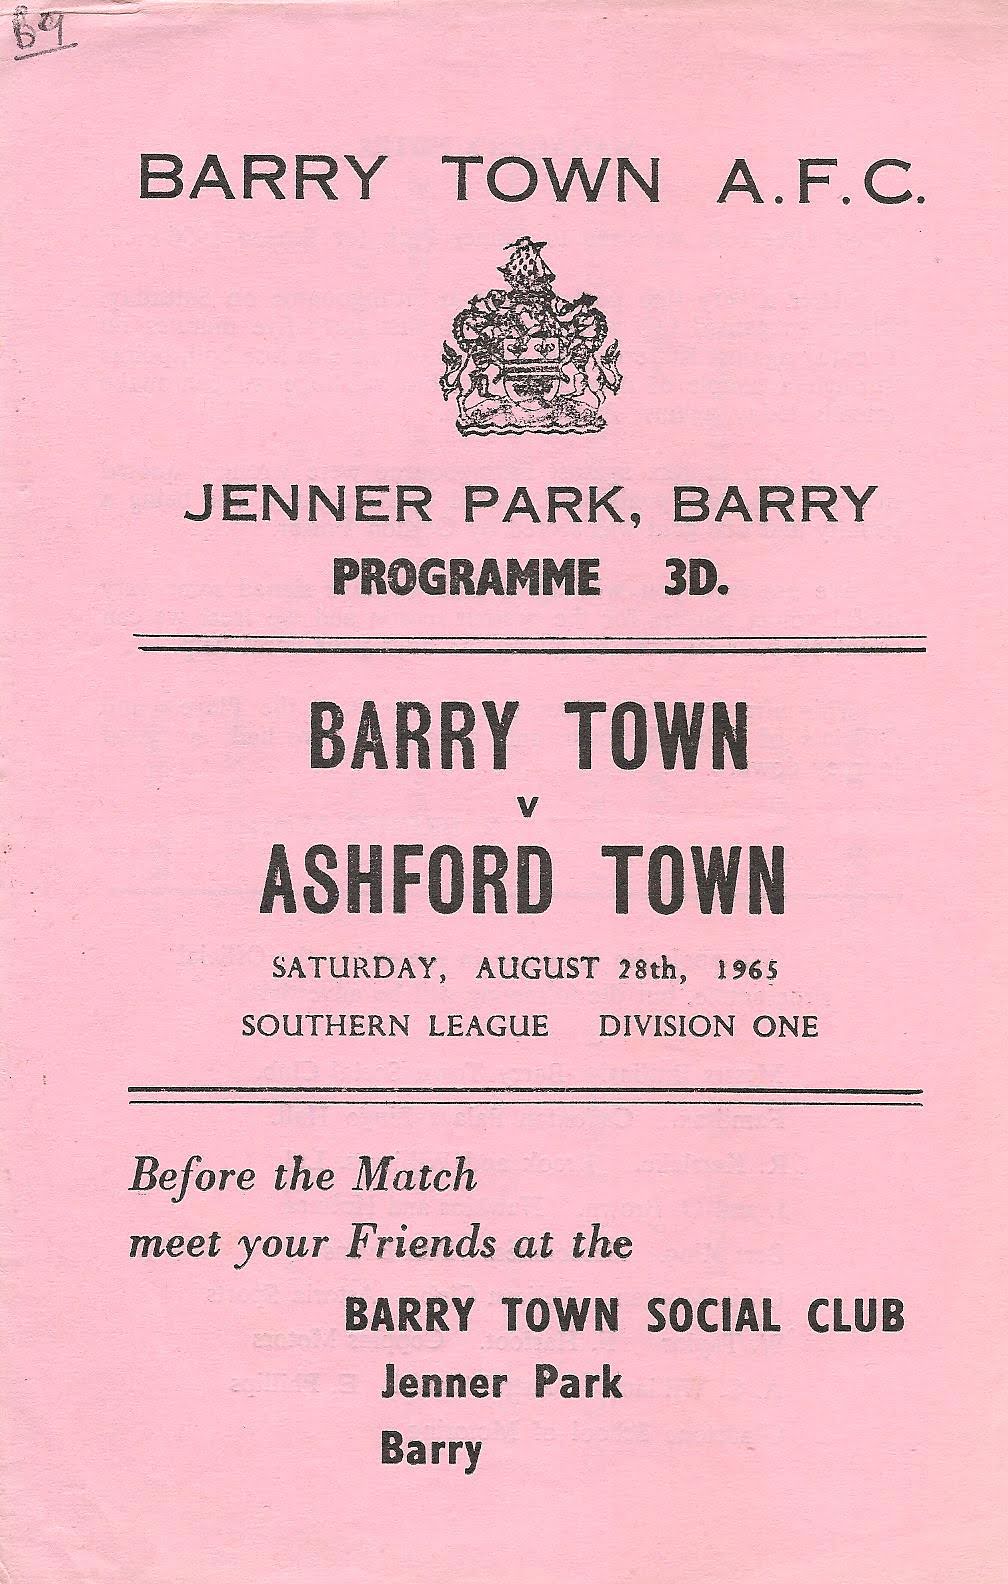 B9
BARRY TOWN A.F.C.
JENNER PARK, BARRY
PROGRAMME 3D.
BARRY TOWN
v
ASHFORD TOWN
SATURDAY, AUGUST 28th, 1965
SOUTHERN LEAGUE DIVISION ONE
Before the Match
meet your Friends at the
BARRY TOWN SOCIAL CLUB
Jenner Park
Barry